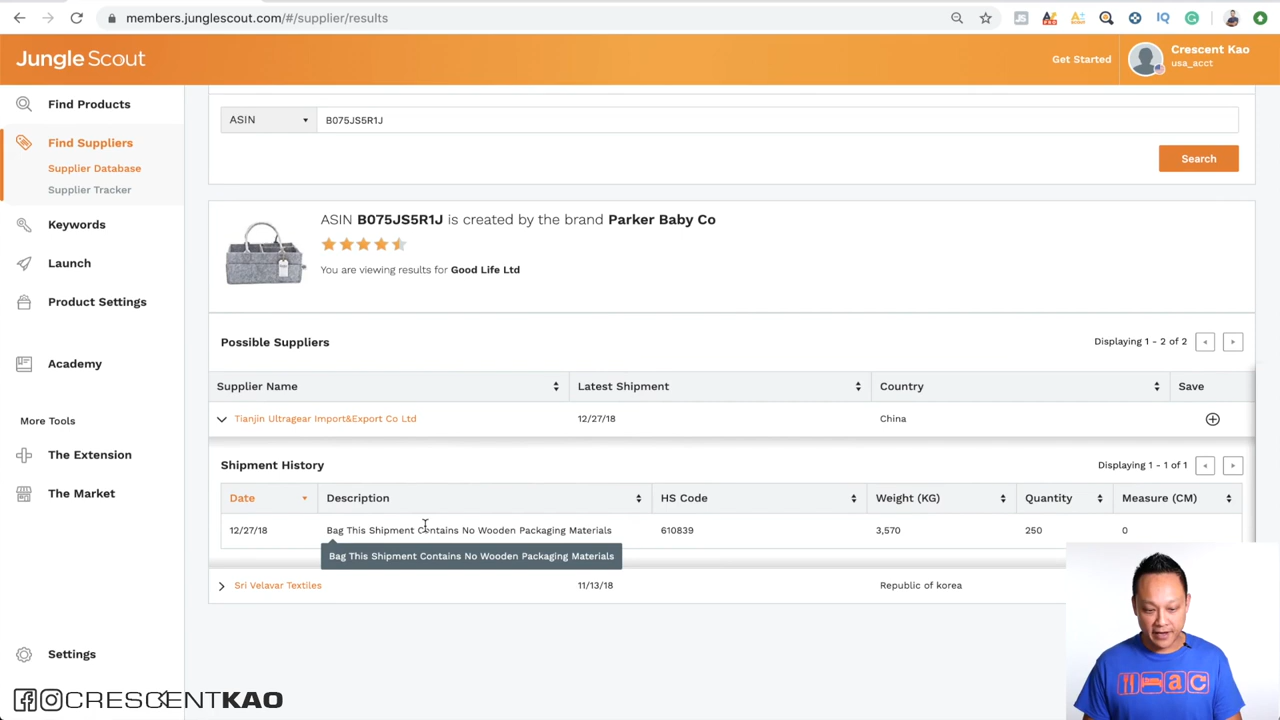 members.junglescout.com/#/supplier/results
JS
IQ
Jungle Scout
Get Started
Crescent Kao
usa_acct
Find Products
Find Suppliers
Supplier Database
Supplier Tracker
Keywords
Launch
Product Settings
Academy
More Tools
The Extension
The Market
Settings
ASIN
B075JS5R1J
Search
ASIN B075JS5R1J is created by the brand Parker Baby Co
You are viewing results for Good Life Ltd
Possible Suppliers
Displaying 1 - 2 of 2
Supplier Name Latest Shipment Country Save
Tianjin Ultragear Import&Export Co Ltd 12/27/18 China
Shipment History
Displaying 1 - 1 of 1
Date Description HS Code Weight (KG) Quantity Measure (CM)
12/27/18 Bag This Shipment Contains No Wooden Packaging Materials 610839 3,570 250 0
Bag This Shipment Contains No Wooden Packaging Materials
Sri Velavar Textiles 11/13/18 Republic of korea
CRESCENTKAO